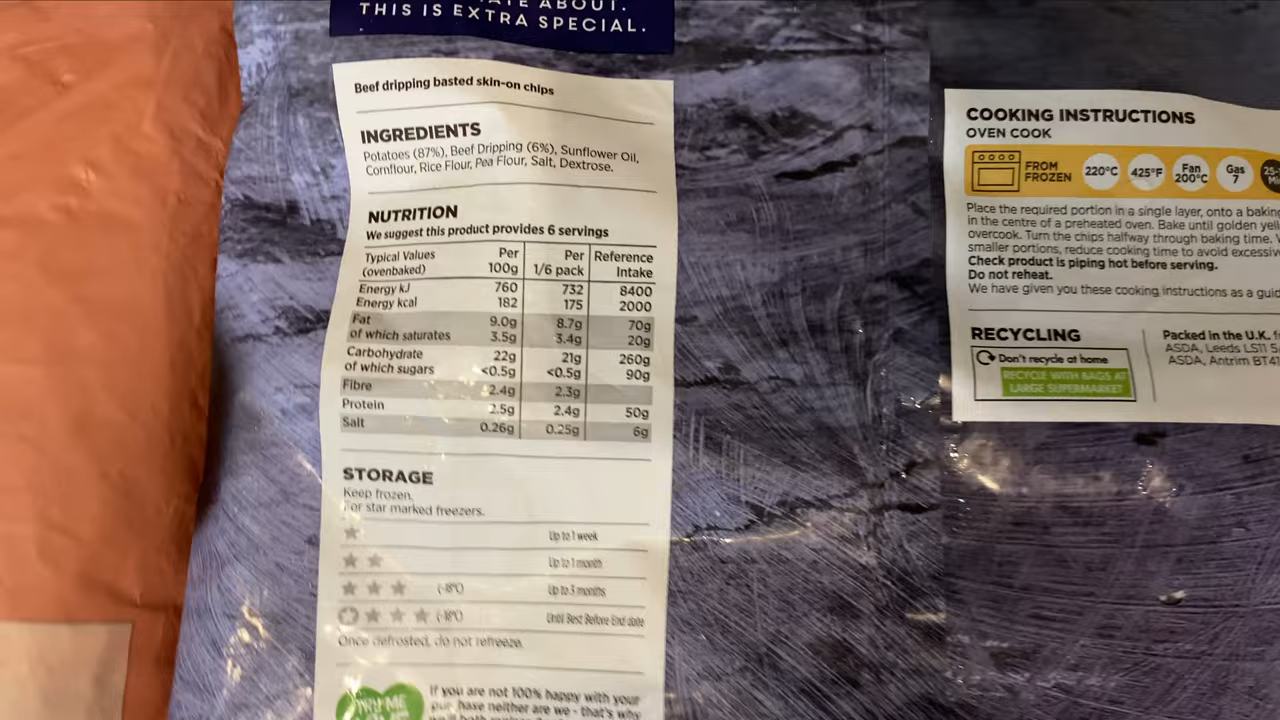 ATE ABOUT.
THIS IS EXTRA SPECIAL.
Beef dripping basted skin-on chips
INGREDIENTS
Potatoes (87%), Beef Dripping (6%), Sunflower Oil,
Cornflour, Rice Flour, Pea Flour, Salt, Dextrose.
NUTRITION
We suggest this product provides 6 servings
Typical Values (ovenbaked) Per 100g Per 1/6 pack Reference Intake
Energy kJ 760 732 8400
Energy kcal 182 175 2000
Fat 9.0g 8.7g 70g
of which saturates 3.5g 3.4g 20g
Carbohydrate 22g 21g 260g
of which sugars <0.5g <0.5g 90g
Fibre 2.4g 2.3g
Protein 2.5g 2.4g 50g
Salt 0.26g 0.25g 6g
STORAGE
Keep frozen.
For star marked freezers.
Up to 1 week
Up to 1 month
(-18°C) Up to 3 months
(-18°C) Until Best Before End date
Once defrosted, do not refreeze.
TRY ME
If you are not 100% happy with your
purchase neither are we - that's why
COOKING INSTRUCTIONS
OVEN COOK
FROM FROZEN 220°C 425°F Fan 200°C Gas 7
Place the required portion in a single layer, onto a baking
in the centre of a preheated oven. Bake until golden
overcook. Turn the chips halfway through baking time.
smaller portions, reduce cooking time to avoid
Check product is piping hot before serving.
Do not reheat.
We have given you these cooking instructions as a
RECYCLING
Don't recycle at home
RECYCLE WITH BAGS AT
LARGE SUPERMARKET
Packed in the U.K.
ASDA, Leeds LS11
ASDA, Antrim BT4